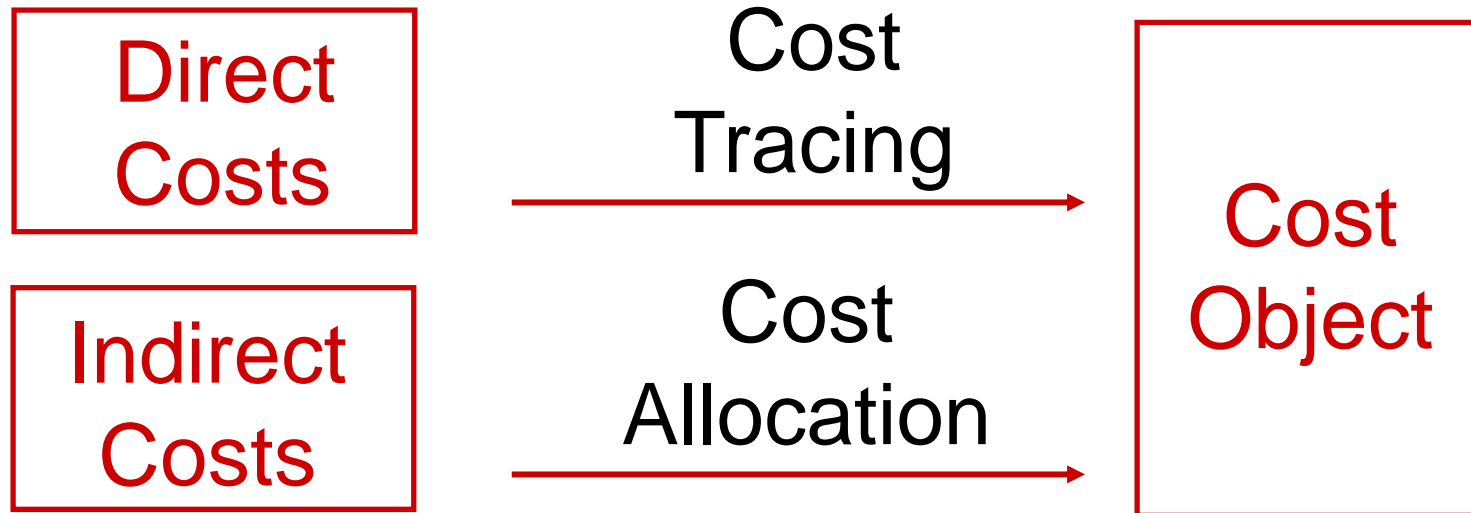 Direct
Costs
Cost
Tracing
Indirect
Costs
Cost
Allocation
Cost
Object